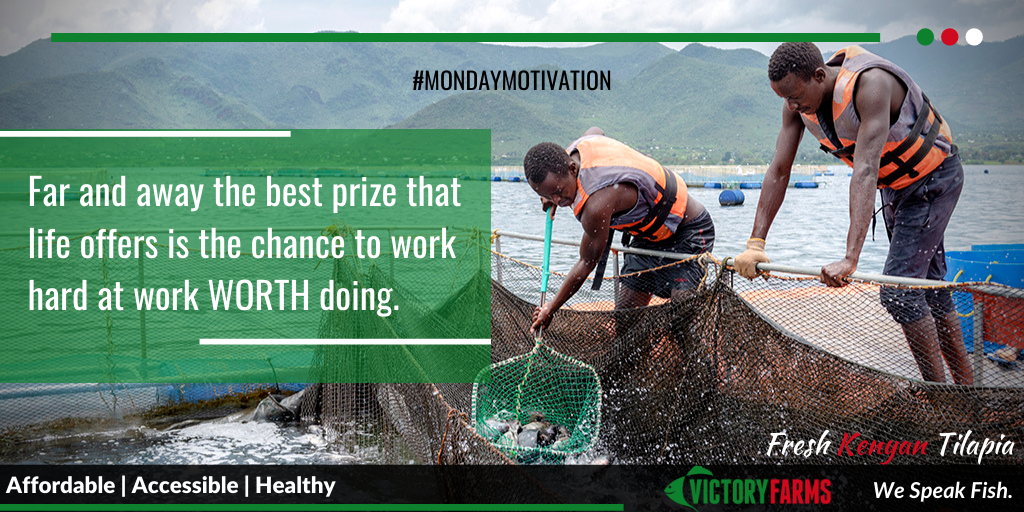 #MONDAYMOTIVATION
Far and away the best prize that
life offers is the chance to work
hard at work WORTH doing.
Fresh Kenyan Tilapia
Affordable | Accessible | Healthy
VICTORYFARMS
We Speak Fish.